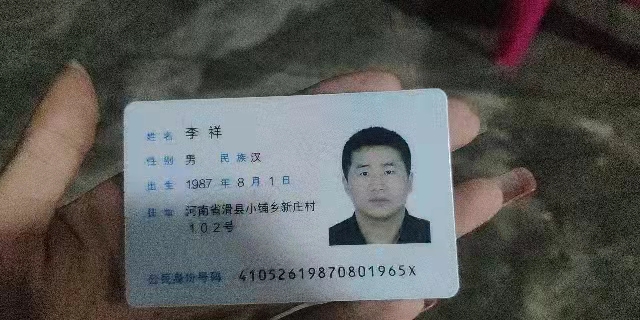 姓名 李祥
性别 男 民族 汉
出生 1987 年 8 月 1 日
住址 河南省滑县小铺乡新庄村
102号
公民身份号码 41052619870801965X